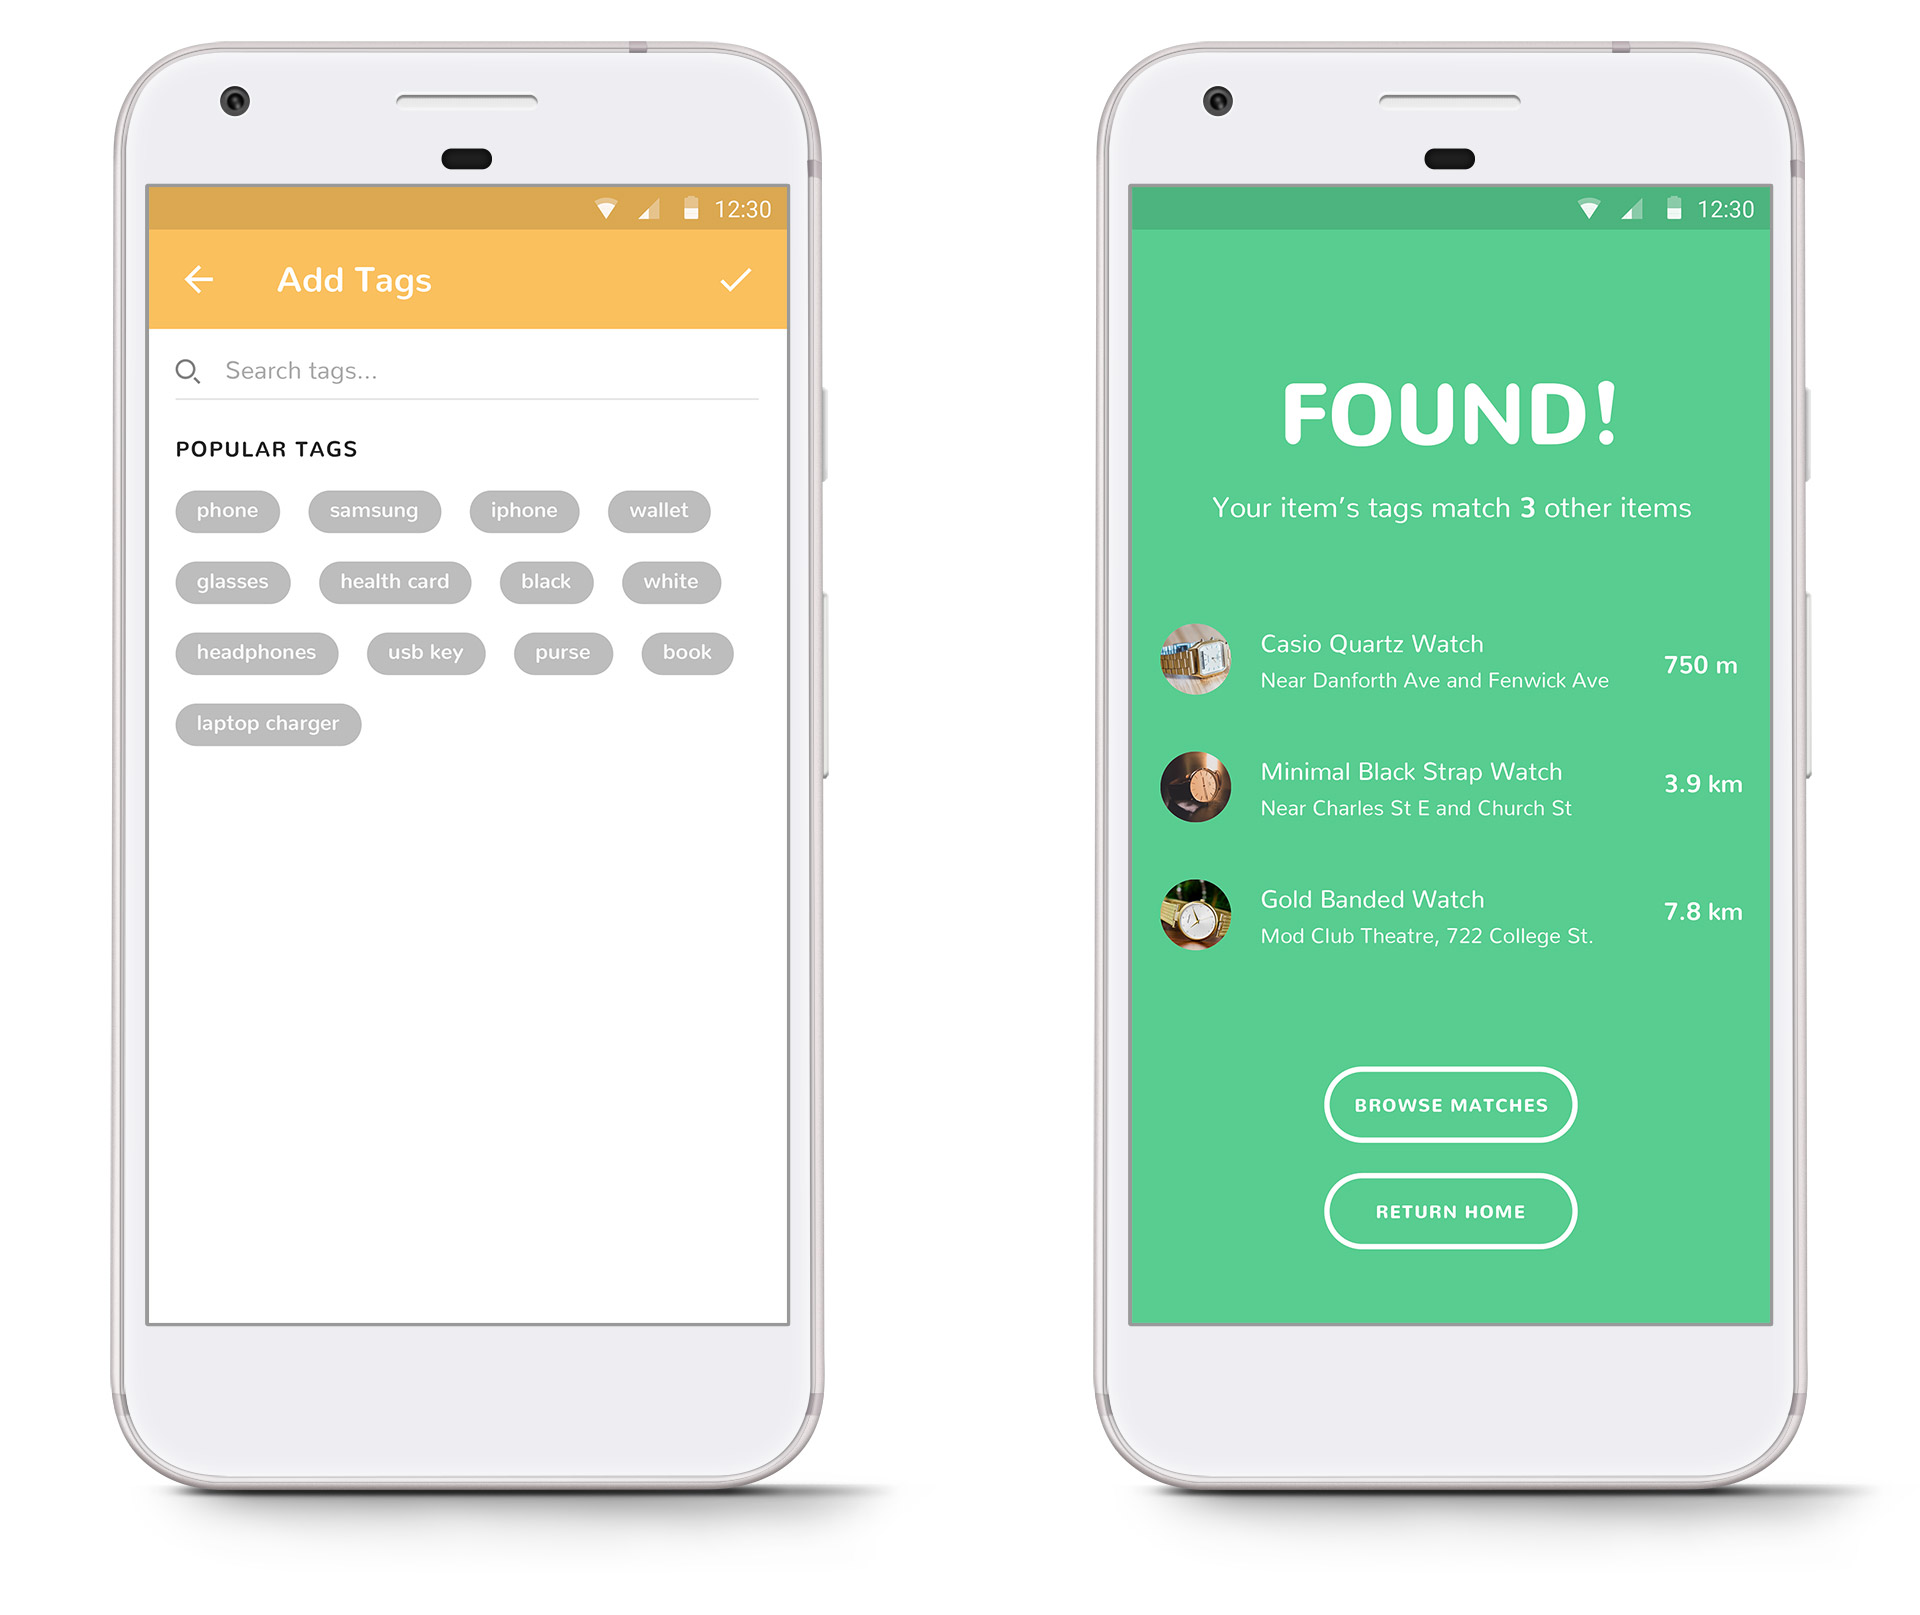 12:30
Add Tags
Search tags...
POPULAR TAGS
phone samsung iphone wallet
glasses health card black white
headphones usb key purse book
laptop charger
12:30
FOUND!
Your item's tags match 3 other items
Casio Quartz Watch
Near Danforth Ave and Fenwick Ave
750 m
Minimal Black Strap Watch
Near Charles St E and Church St
3.9 km
Gold Banded Watch
Mod Club Theatre, 722 College St.
7.8 km
BROWSE MATCHES
RETURN HOME